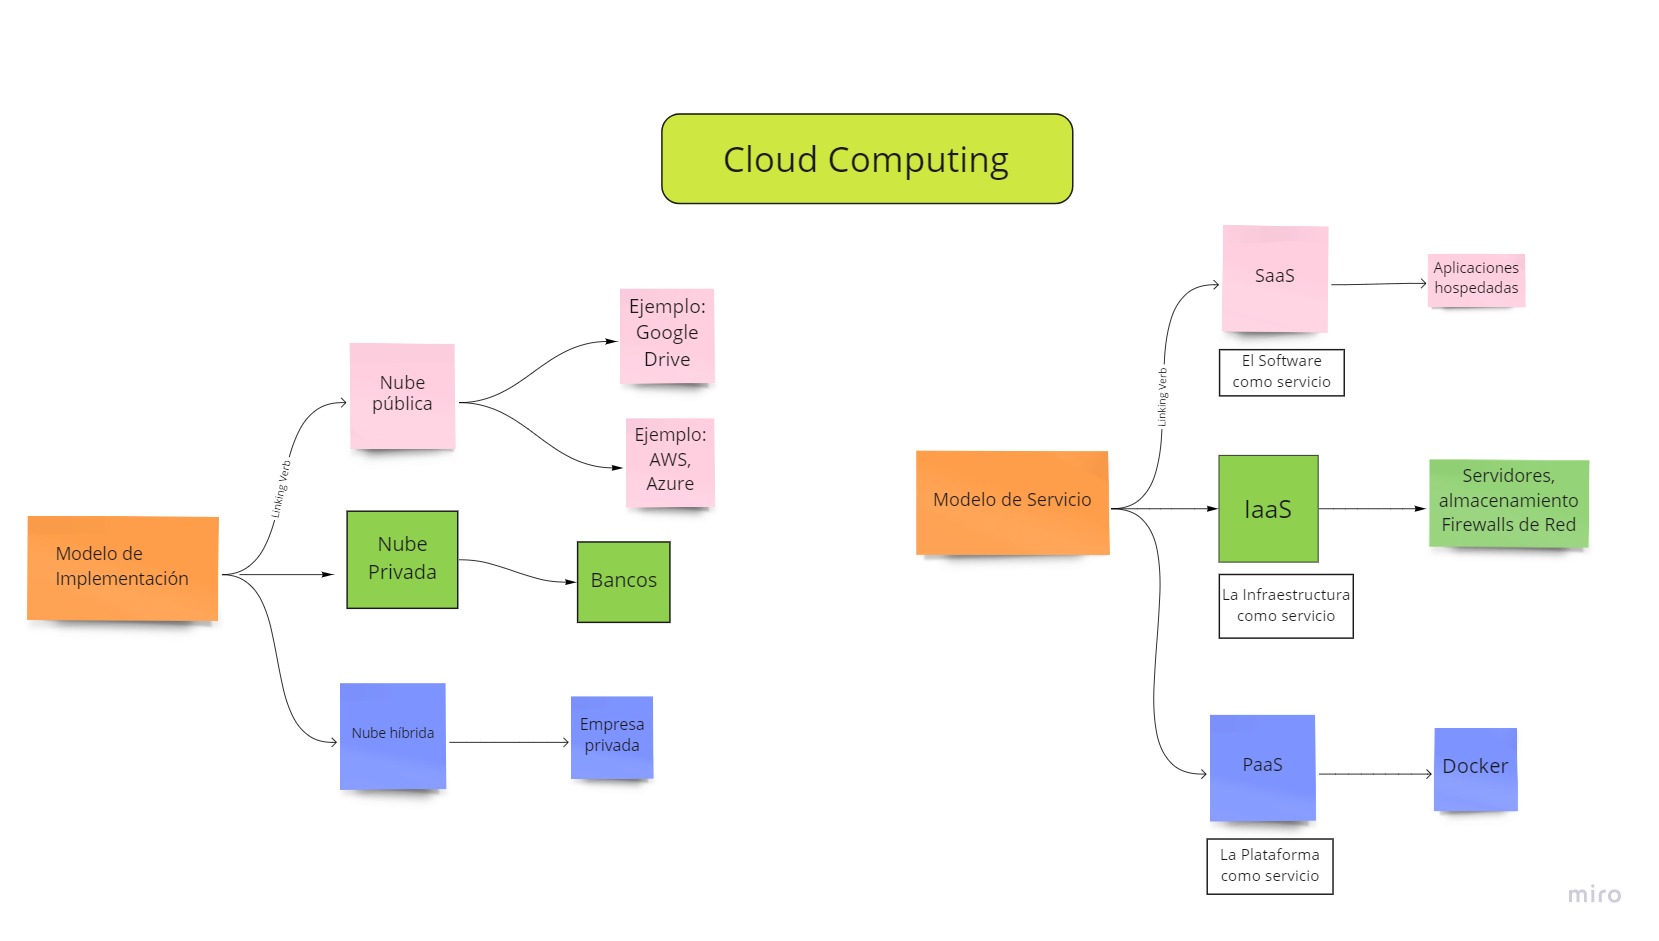 Cloud Computing
Modelo de
Implementación
Linking Verb
Nube
pública
Ejemplo:
Google
Drive
Ejemplo:
AWS,
Azure
Nube
Privada
Bancos
Nube híbrida
Empresa
privada
Modelo de Servicio
Linking Verb
SaaS
El Software
como servicio
Aplicaciones
hospedadas
IaaS
La Infraestructura
como servicio
Servidores,
almacenamiento
Firewalls de Red
PaaS
La Plataforma
como servicio
Docker
miro